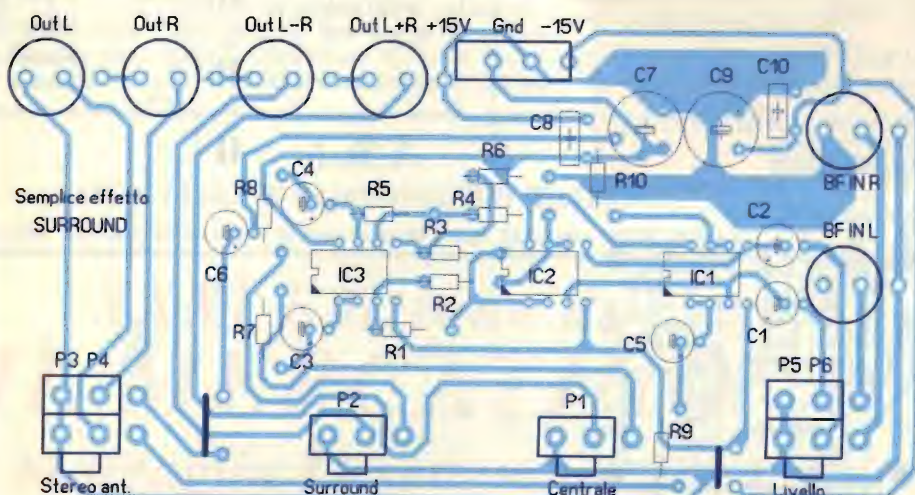 Out L
Out R
Out L-R
Out L+R
+15V
Gnd
-15V
C7
C9
C10
C8
BF IN R
R6
R10
C4
R8
R5
R4
Semplice effetto
SURROUND
C2
BF IN L
R3
C6
IC3
IC2
IC1
R2
R7
C3
R1
C5
C1
P3 P4
P5 P6
P2
P1
R9
Stereo ant.
Surround
Centrale
Livello